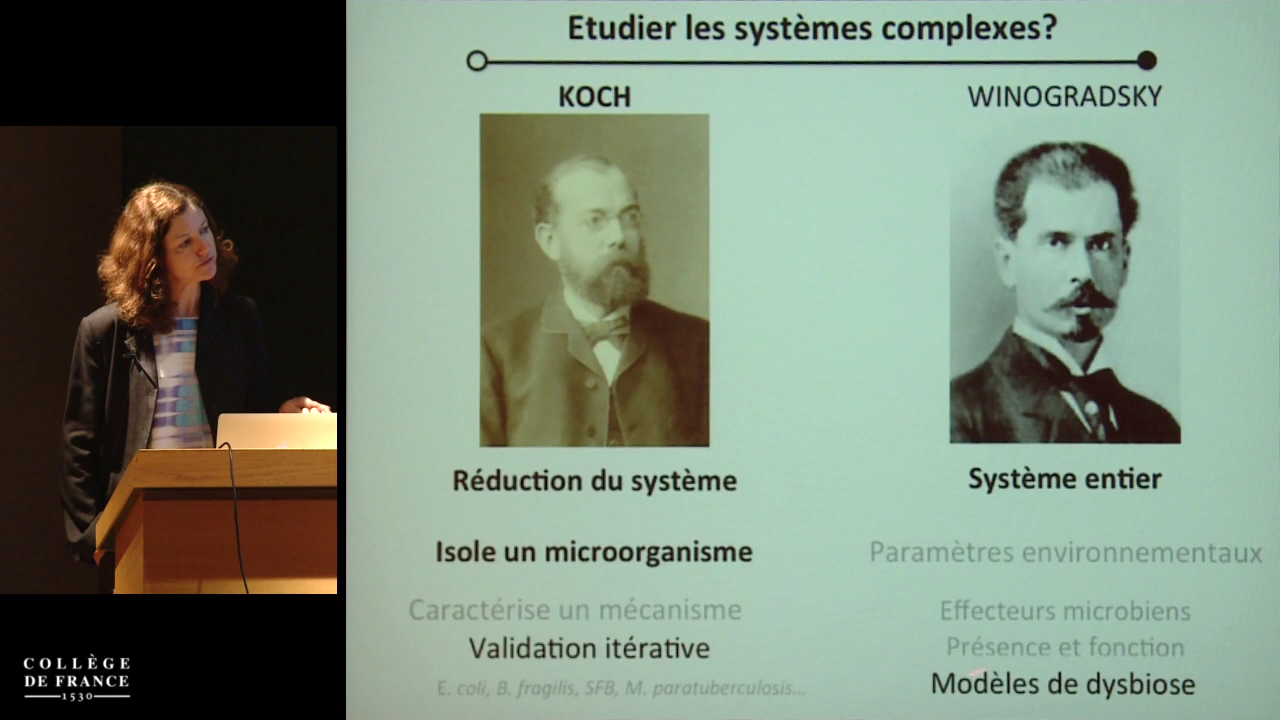 Etudier les systèmes complexes?
KOCH
WINOGRADSKY
Réduction du système
Système entier
Isole un microorganisme
Paramètres environnementaux
Caractérise un mécanisme
Effecteurs microbiens
Validation itérative
Présence et fonction
E. coli, B. fragilis, SFB, M. paratuberculosis...
Modèles de dysbiose
COLLÈGE
DE FRANCE
1530